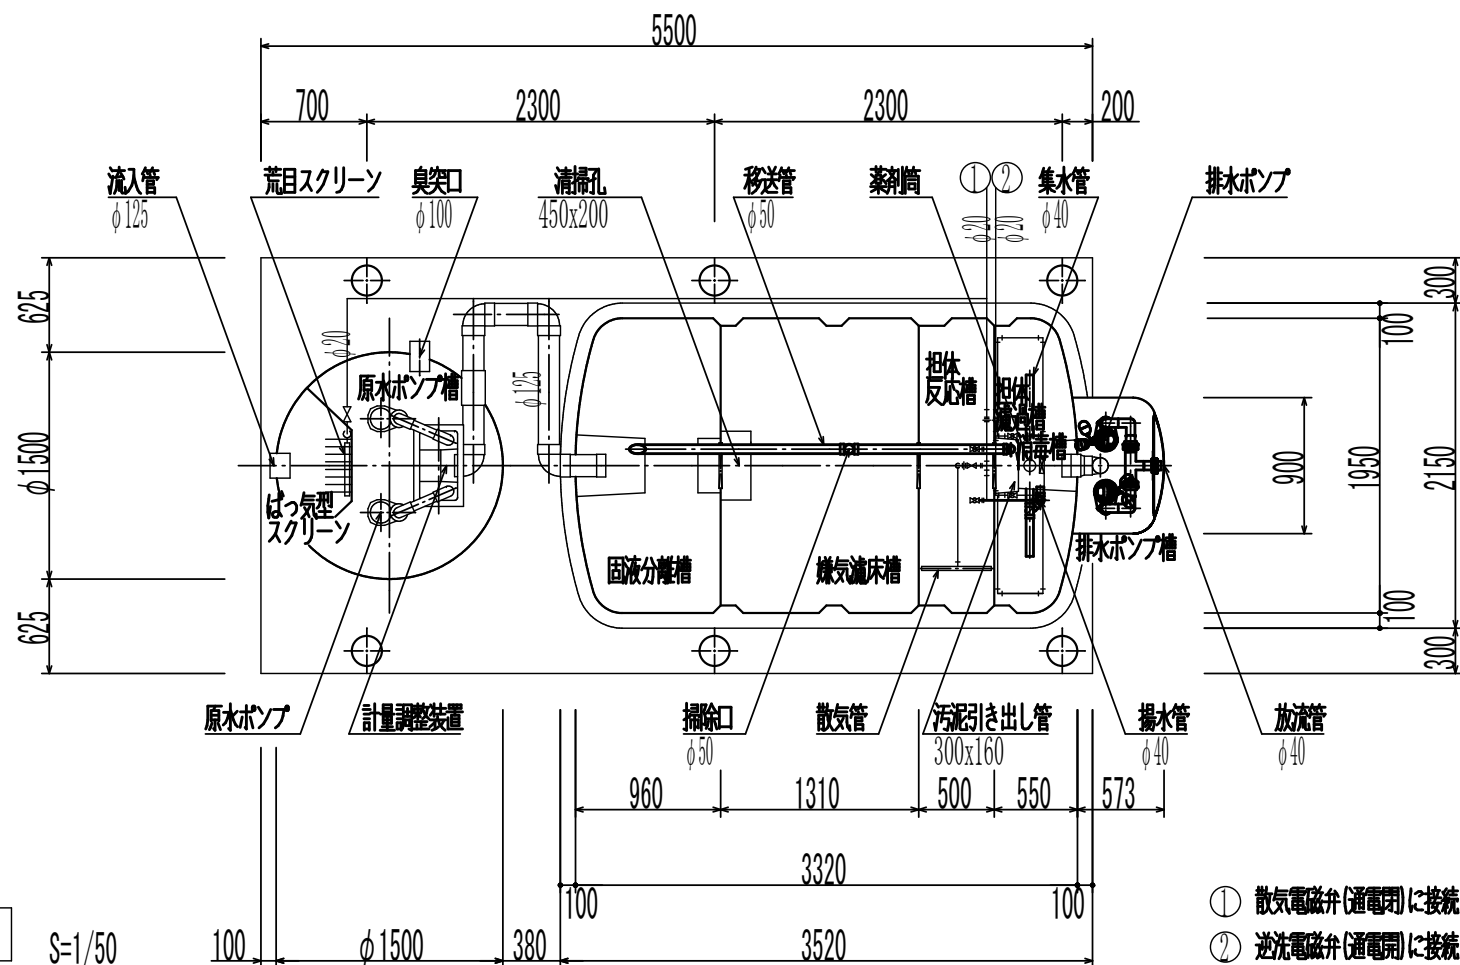 5500
700
2300
2300
200
流入管
φ125
荒目スクリーン
臭突口
φ100
清掃孔
450x200
移送管
φ50
薬剤筒
①
②
φ20
φ20
集水管
φ40
排水ポンプ
625
φ1500
625
300
100
900
1950
2150
100
300
φ20
原水ポンプ槽
φ125
担体
反応槽
担体
濾過槽
消毒槽
ばっ気型
スクリーン
固液分離槽
嫌気濾床槽
排水ポンプ槽
原水ポンプ
計量調整装置
掃除口
φ50
散気管
汚泥引き出し管
300x160
揚水管
φ40
放流管
φ40
960
1310
500
550
573
3320
100
100
S=1/50
100
φ1500
380
3520
① 散気電磁弁(通電閉)に接続
② 逆洗電磁弁(通電開)に接続